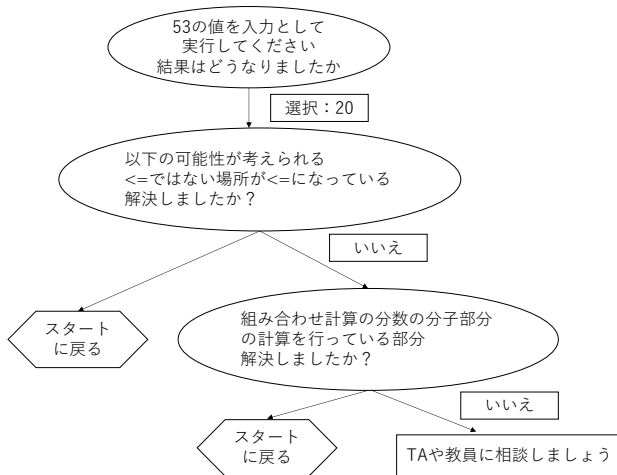 53の値を入力として
実行してください
結果はどうなりましたか
選択：20
以下の可能性が考えられる
<=ではない場所が<=になっている
解決しましたか？
いいえ
スタート
に戻る
組み合わせ計算の分数の分子部分
の計算を行っている部分
解決しましたか？
いいえ
スタート
に戻る
TAや教員に相談しましょう